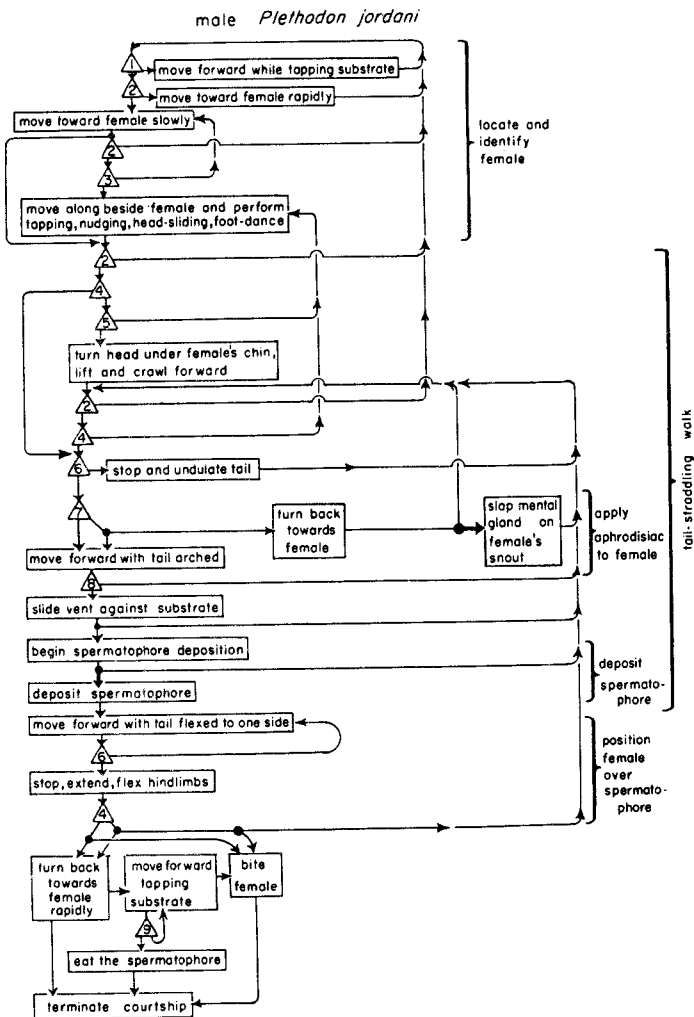 male Plethodon jordani
1
move forward while tapping substrate
2
move toward female rapidly
move toward female slowly
2
3
locate and
identify
female
move along beside female and perform
tapping, nudging, head-sliding, foot-dance
2
4
5
turn head under female's chin,
lift and crawl forward
2
4
6
stop and undulate tail
7
turn back
towards
female
slap mental
gland on
female's
snout
apply
aphrodisiac
to female
tail-straddling walk
move forward with tail arched
8
slide vent against substrate
begin spermatophore deposition
deposit spermatophore
deposit
spermato-
phore
move forward with tail flexed to one side
6
stop, extend, flex hindlimbs
4
position
female
over
spermato-
phore
turn back
towards
female
rapidly
move forward
tapping
substrate
bite
female
9
eat the spermatophore
terminate courtship